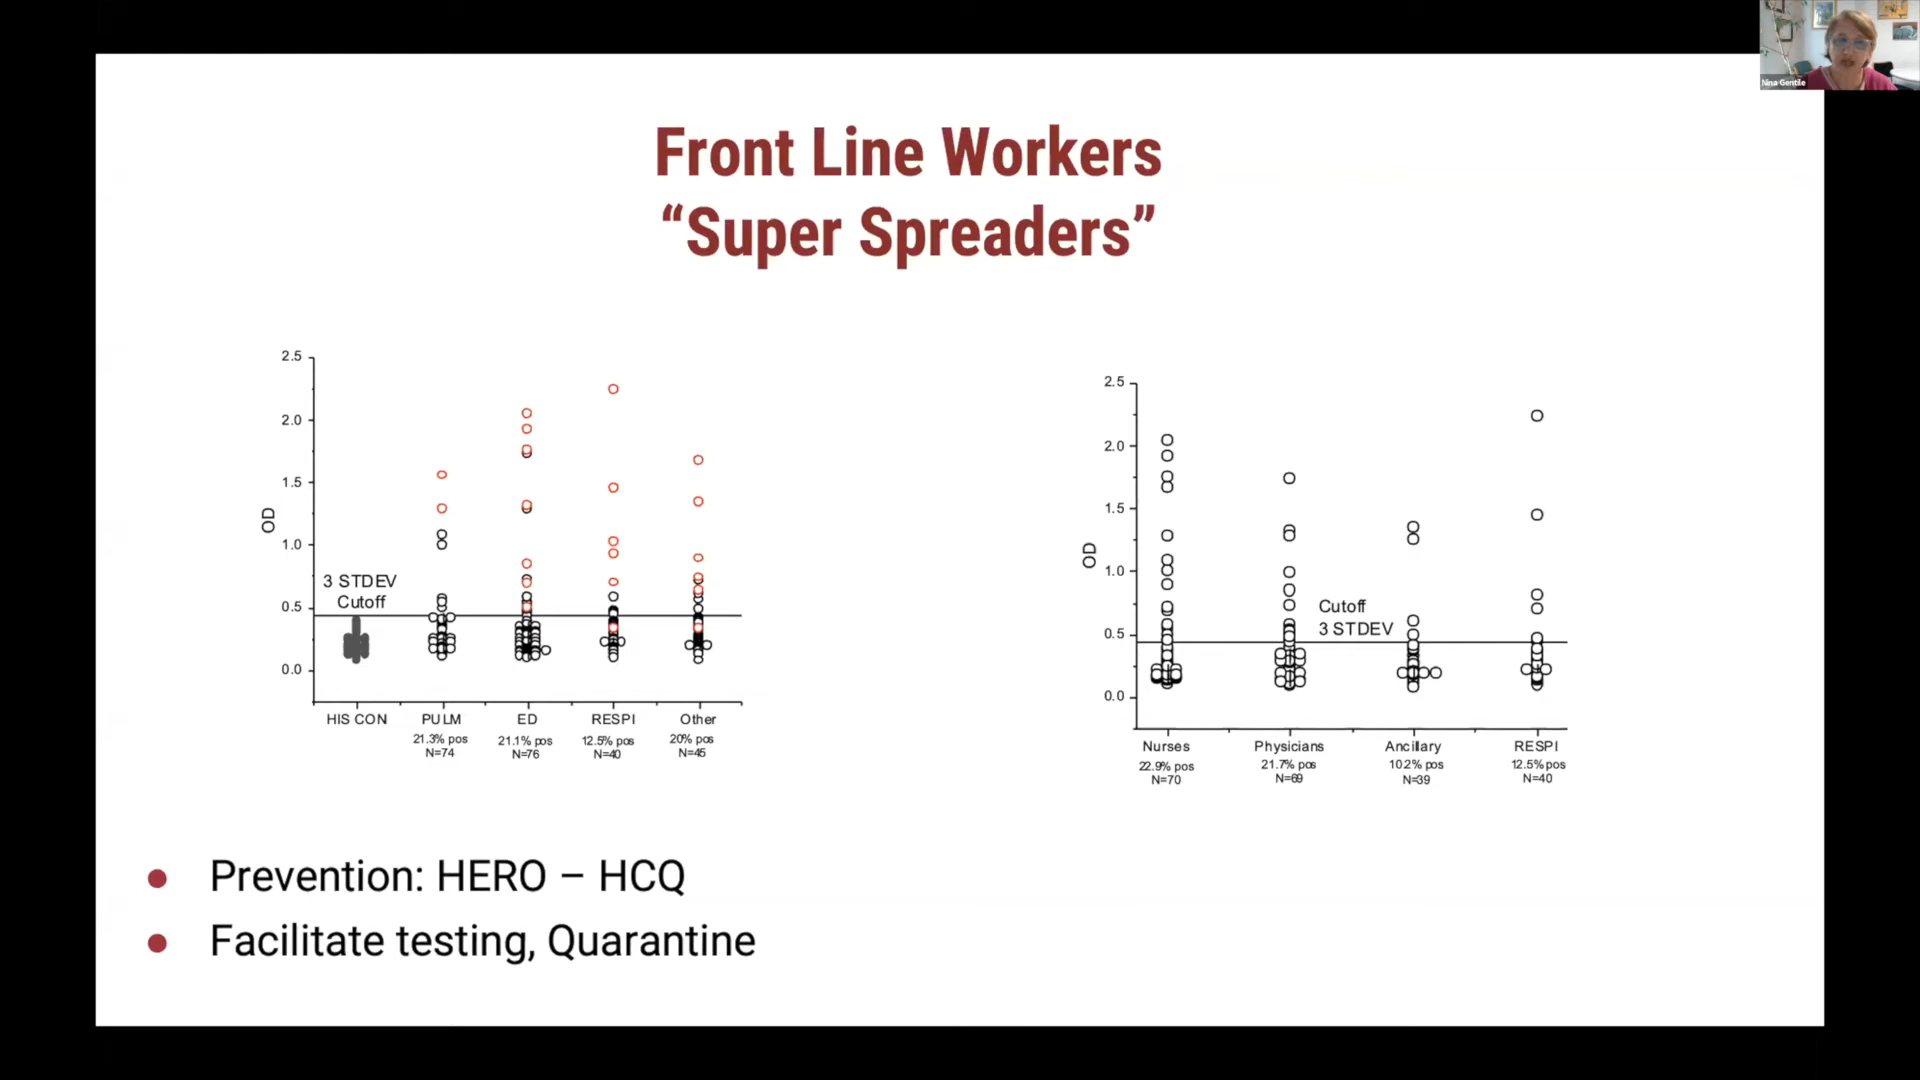 Nina Gentile
Front Line Workers
“Super Spreaders”
2.5
2.0
1.5
1.0
0.5
0.0
OD
3 STDEV
Cutoff
HIS CON
PULM
21.3% pos
N=74
ED
21.1% pos
N=76
RESPI
12.5% pos
N=40
Other
20% pos
N=45
2.5
2.0
1.5
1.0
0.5
0.0
OD
Cutoff
3 STDEV
Nurses
22.9% pos
N=70
Physicians
21.7% pos
N=69
Ancillary
10.2% pos
N=39
RESPI
12.5% pos
N=40
• Prevention: HERO – HCQ
• Facilitate testing, Quarantine